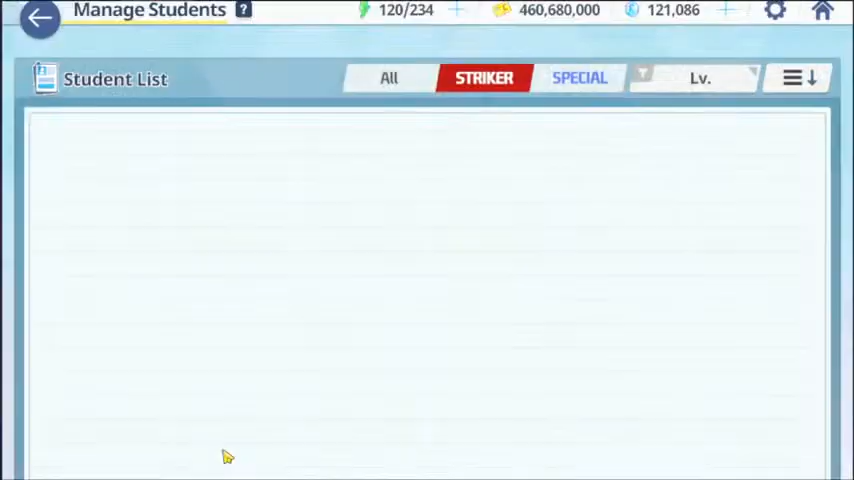 Manage Students ? 120/234 460,680,000 121,086
Student List All STRIKER SPECIAL Lv.